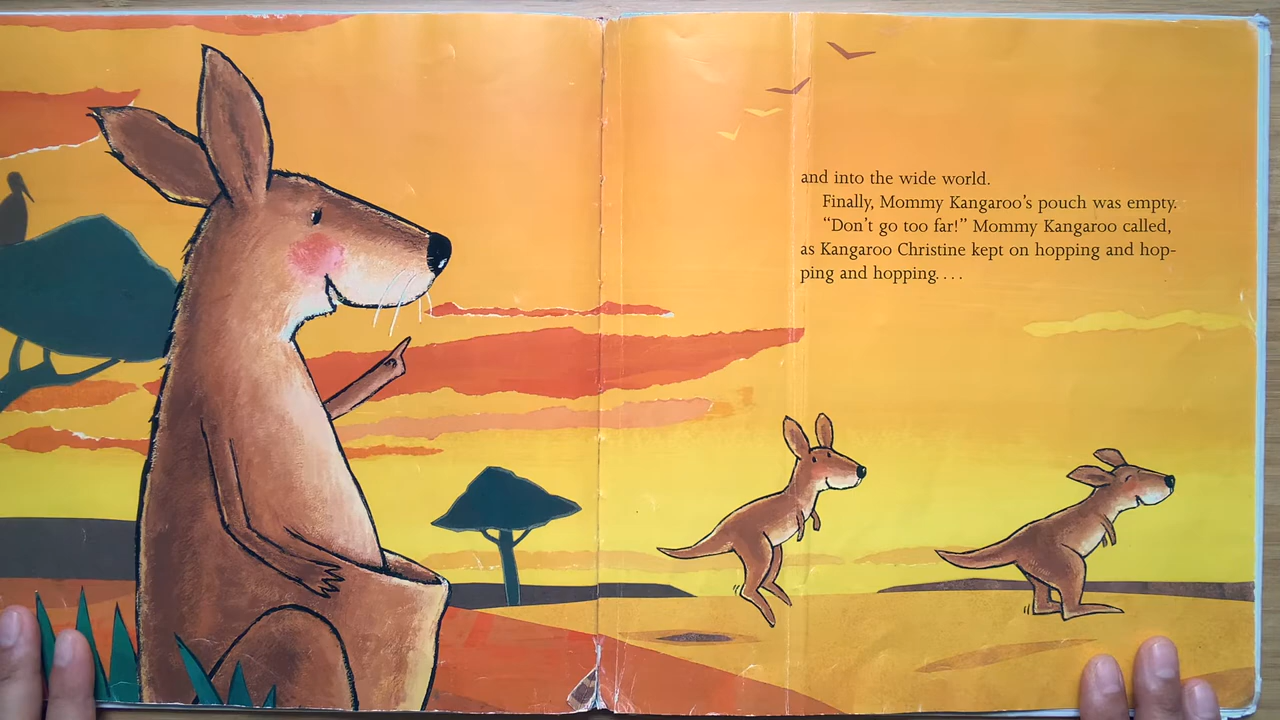 and into the wide world.
Finally, Mommy Kangaroo’s pouch was empty.
“Don’t go too far!” Mommy Kangaroo called,
as Kangaroo Christine kept on hopping and hop-
ping and hopping. . . .